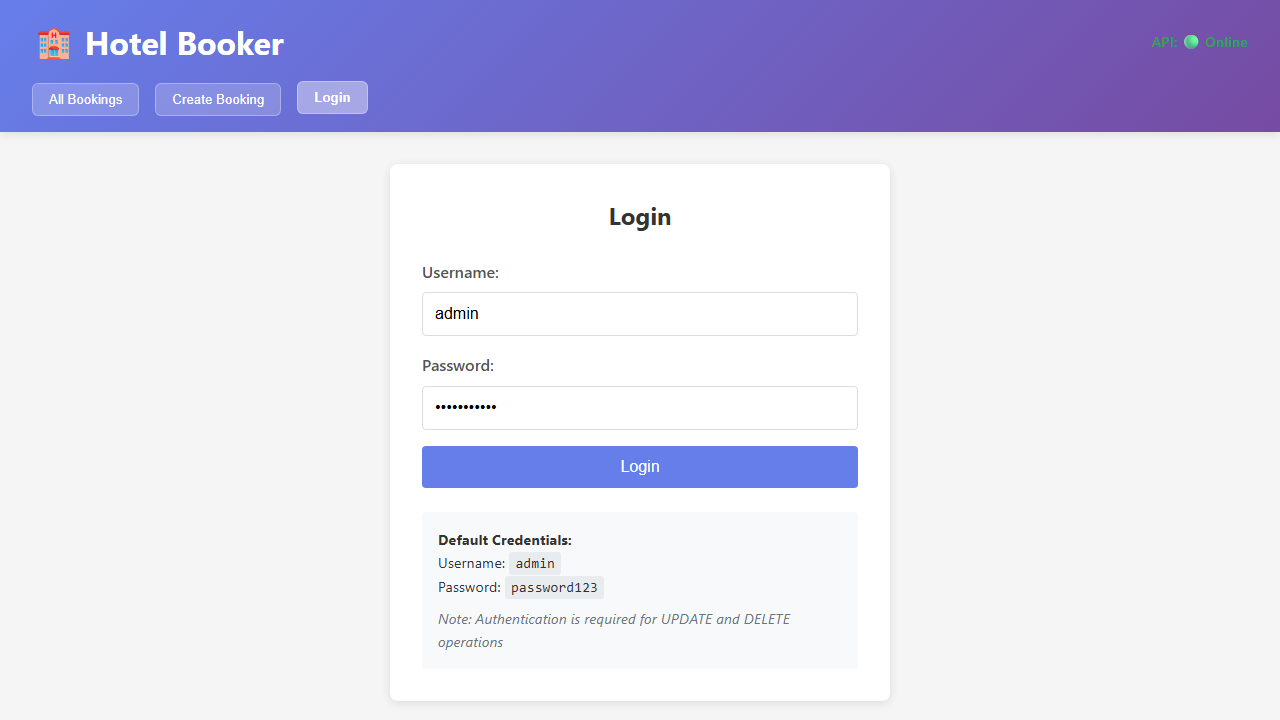 Hotel Booker
API: Online
All Bookings
Create Booking
Login
Login
Username:
admin
Password:
•••••••••••
Login
Default Credentials:
Username: admin
Password: password123
Note: Authentication is required for UPDATE and DELETE
operations